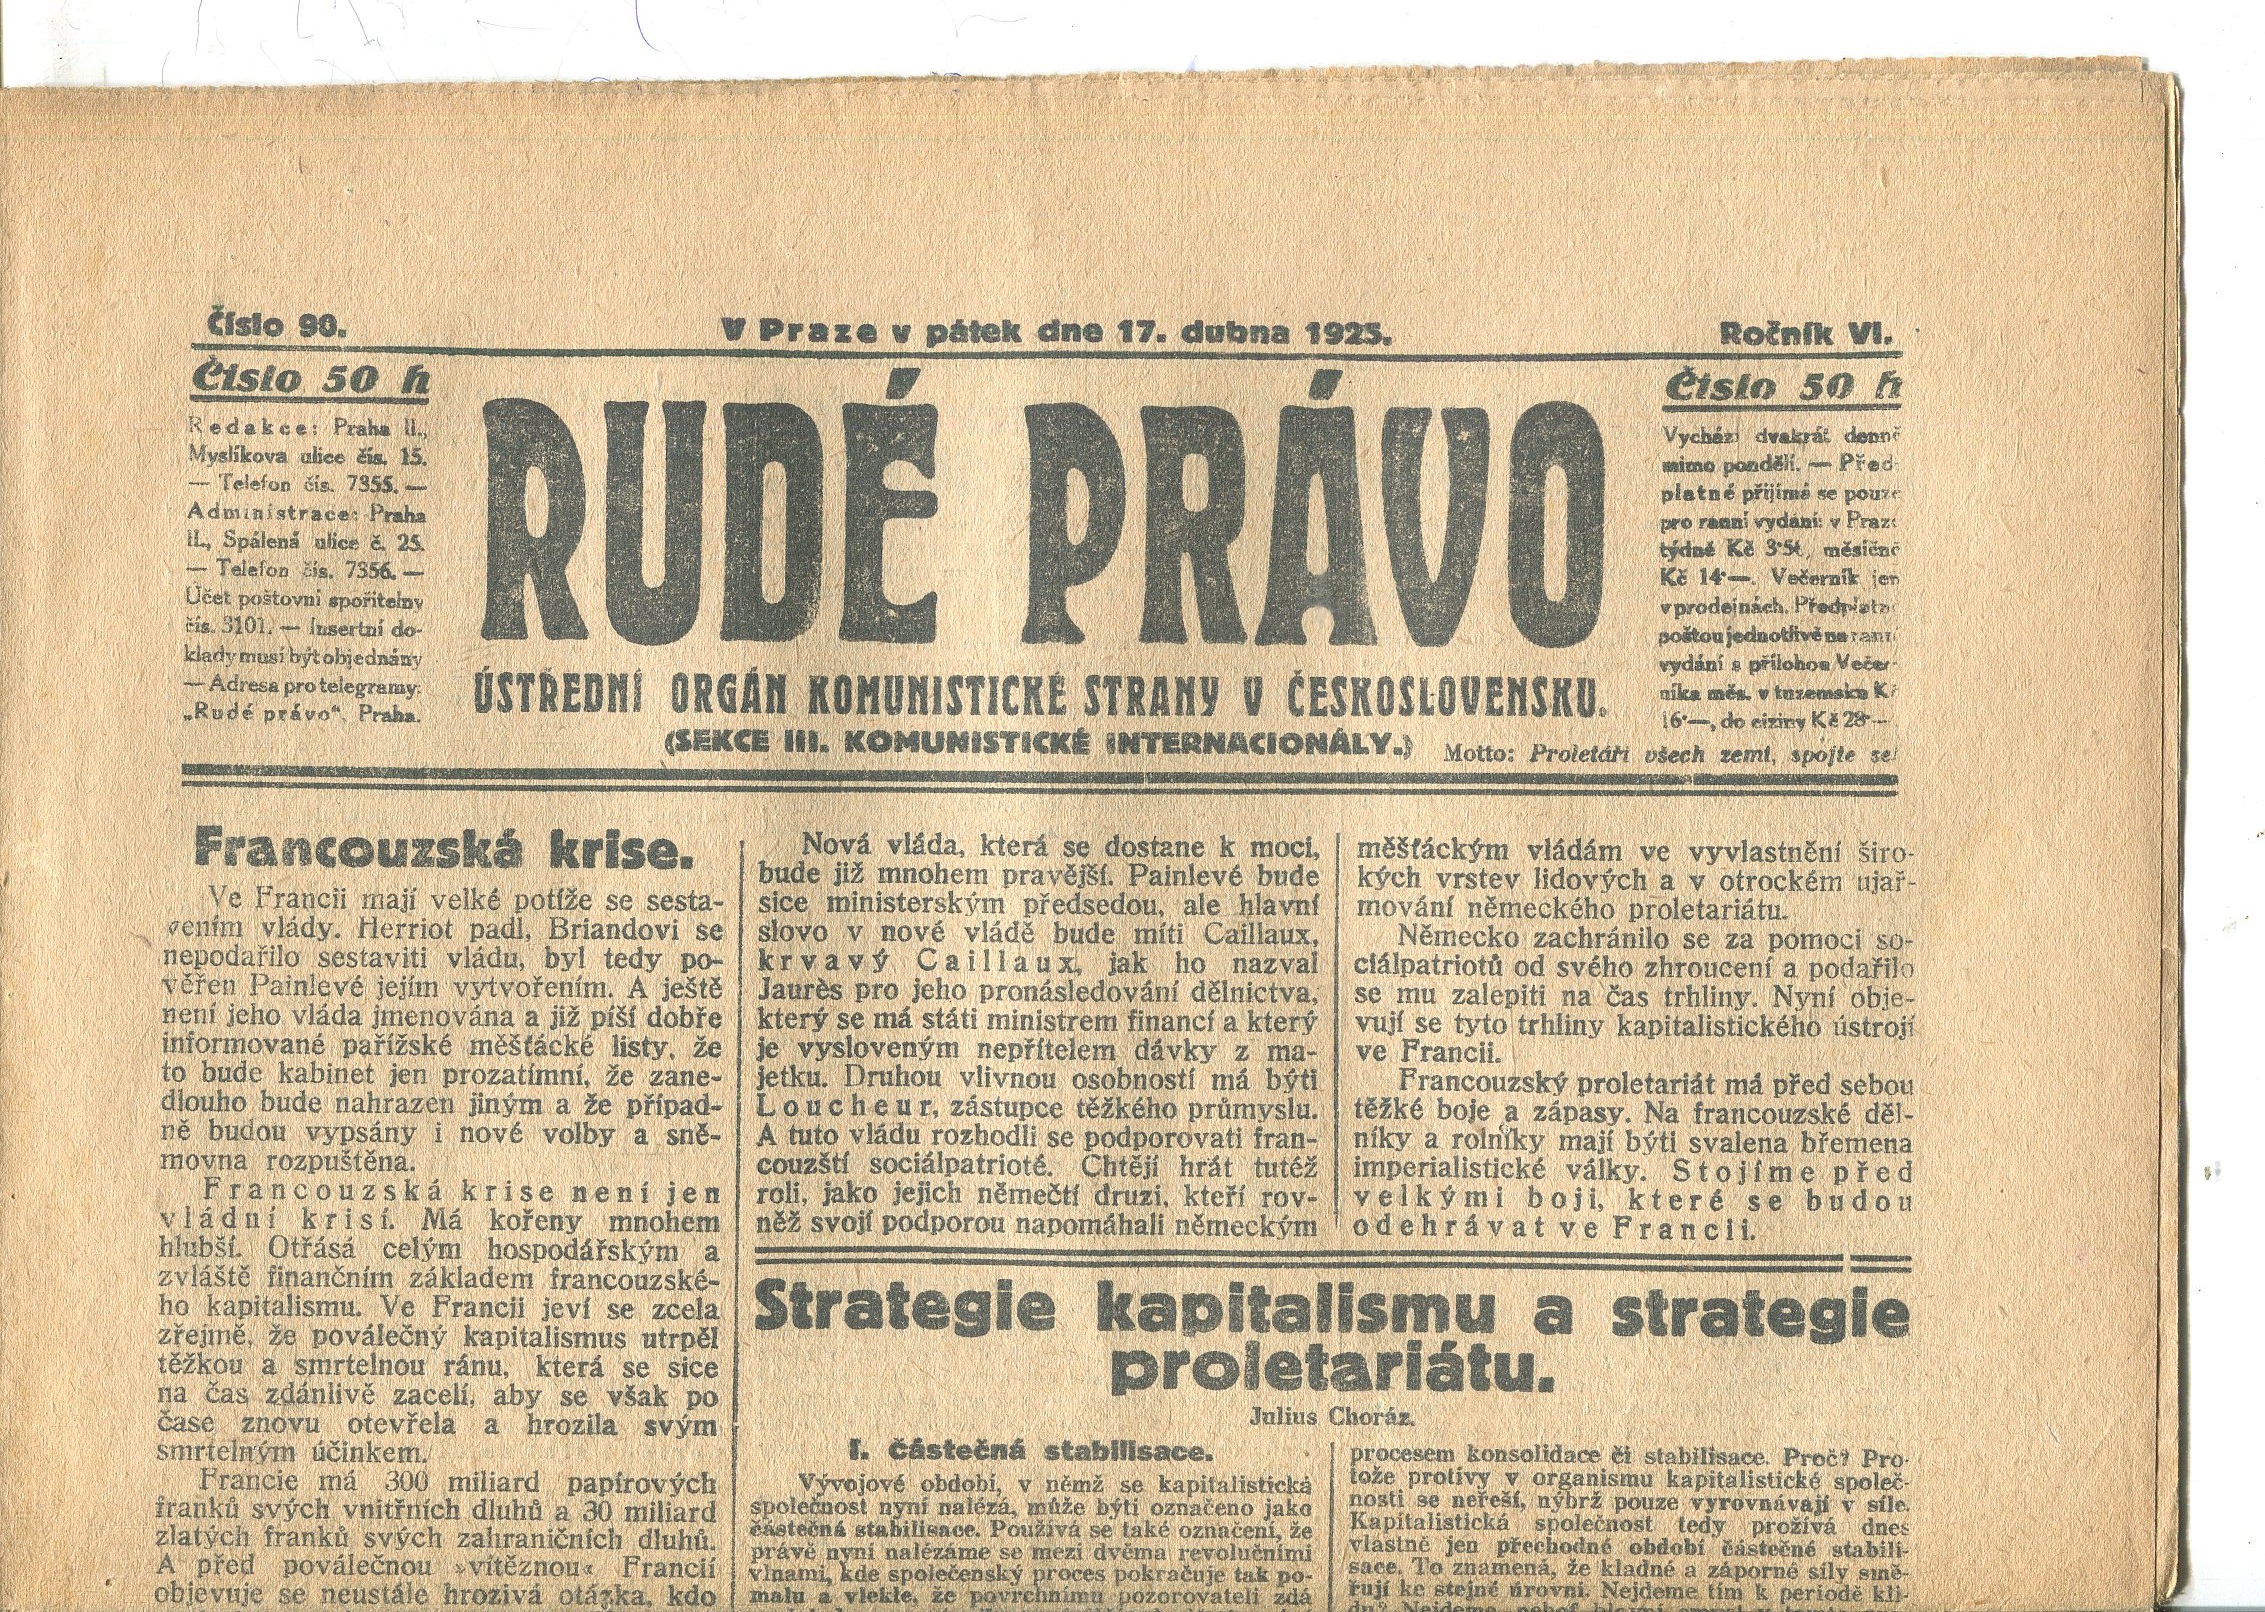 Číslo 90.
V Praze v pátek dne 17. dubna 1925.
Ročník VI.
Číslo 50 h
Redakce: Praha II.,
Myslíkova ulice čís. 15.
— Telefon čís. 7355. —
Administrace: Praha
II., Spálená ulice č. 25.
— Telefon čís. 7356. —
Účet poštovní spořitelny
čís. 3101. — Insertní do-
klady musí být objednány
— Adresa pro telegramy:
„Rudé právo“, Praha.
RUDÉ PRÁVO
ÚSTŘEDNÍ ORGÁN KOMUNISTICKÉ STRANY V ČESKOSLOVENSKU.
(SEKCE III. KOMUNISTICKÉ INTERNACIONÁLY.)
Motto: Proletáři všech zemí, spojte se!
Číslo 50 h
Vychází dvakrát denně
mimo pondělí. — Před-
platné přijímá se pouze
pro ranní vydání: v Praze
týdně Kč 3·50, měsíčně
Kč 14·—. Večerník jen
v prodejnách. Předplatné
poštou jednotlivě na ranní
vydání s přílohou Večer-
níka měs. v tuzemsku Kč
16·—, do ciziny Kč 28·—
Francouzská krise.
Ve Francii mají velké potíže se sesta-
vením vlády. Herriot padl, Briandovi se
nepodařilo sestaviti vládu, byl tedy po-
věřen Painlevé jejím vytvořením. A ještě
není jeho vláda jmenována a již píší dobře
informované pařížské měšťácké listy, že
to bude kabinet jen prozatímní, že zane-
dlouho bude nahrazen jiným a že případ-
ně budou vypsány i nové volby a sně-
movna rozpuštěna.
Francouzská krise není jen
vládní krisí. Má kořeny mnohem
hlubší. Otřásá celým hospodářským a
zvláště finančním základem francouzské-
ho kapitalismu. Ve Francii jeví se zcela
zřejmě, že poválečný kapitalismus utrpěl
těžkou a smrtelnou ránu, která se sice
na čas zdánlivě zacelí, aby se však po
čase znovu otevřela a hrozila svým
smrtelným účinkem.
Francie má 300 miliard papírových
franků svých vnitřních dluhů a 30 miliard
zlatých franků svých zahraničních dluhů.
A před poválečnou »vítěznou« Francií
objevuje se neustále hrozivá otázka, kdo
Nová vláda, která se dostane k moci,
bude již mnohem pravější. Painlevé bude
sice ministerským předsedou, ale hlavní
slovo v nové vládě bude míti Caillaux,
krvavý Caillaux, jak ho nazval
Jaurès pro jeho pronásledování dělnictva,
který se má státi ministrem financí a který
je vysloveným nepřítelem dávky z ma-
jetku. Druhou vlivnou osobností má býti
Loucheur, zástupce těžkého průmyslu.
A tuto vládu rozhodli se podporovati fran-
couzští sociálpatrioté. Chtějí hrát tutéž
roli, jako jejich němečtí druzi, kteří rov-
něž svojí podporou napomáhali německým
měšťáckým vládám ve vyvlastnění širo-
kých vrstev lidových a v otrockém ujař-
mování německého proletariátu.
Německo zachránilo se za pomoci so-
ciálpatriotů od svého zhroucení a podařilo
se mu zalepiti na čas trhliny. Nyní obje-
vují se tyto trhliny kapitalistického ústrojí
ve Francii.
Francouzský proletariát má před sebou
těžké boje a zápasy. Na francouzské děl-
níky a rolníky mají býti svalena břemena
imperialistické války. Stojíme před
velkými boji, které se budou
odehrávat ve Francii.
Strategie kapitalismu a strategie
proletariátu.
Julius Choráz.
I. částečná stabilisace.
Vývojové období, v němž se kapitalistická
společnost nyní nalézá, může býti označeno jako
částečná stabilisace. Používá se také označení, že
právě nyní nalézáme se mezi dvěma revolučními
vlnami, kde společenský proces pokračuje tak po-
malu a vlekle, že povrchnímu pozorovateli zdá
procesem konsolidace či stabilisace. Proč? Pro-
tože protivy v organismu kapitalistické společ-
nosti se neřeší, nýbrž pouze vyrovnávají v síle.
Kapitalistická společnost tedy prožívá dnes
vlastně jen přechodné období částečné stabili-
sace. To znamená, že kladné a záporné síly smě-
řují ke stejné úrovni. Nejdeme tím k periodě kli-